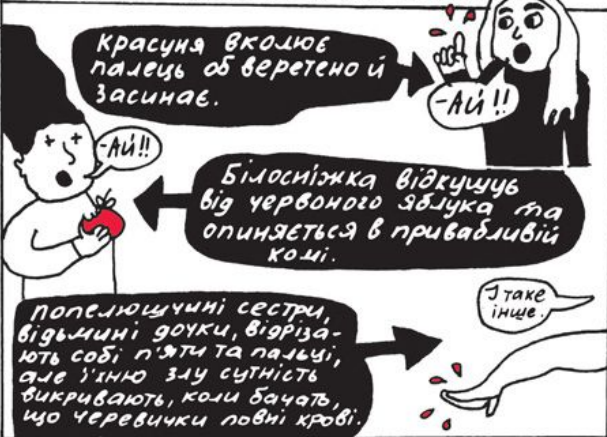 Красуня вколює
палець об веретено й
засинає.
-Ай!!
-Ай!!
Білосніжка відкушує
від червоного яблука та
опиняється в привабливій
комі.
Попелющчині сестри,
відьмині дочки, відріза-
ють собі п'яти та пальці,
але їхню злу сутність
викривають, коли бачать,
що черевички повні крові.
І таке
інше.